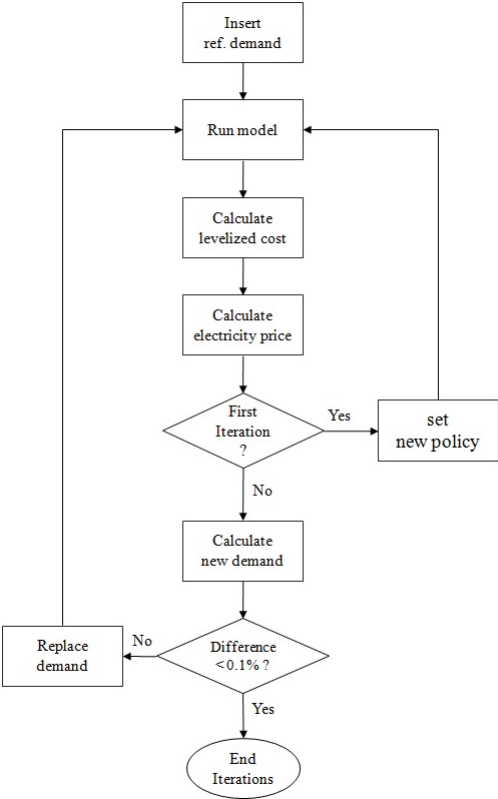 Insert
ref. demand
Run model
Calculate
levelized cost
Calculate
electricity price
First
Iteration
?
Yes
set
new policy
No
Calculate
new demand
Difference
<0.1% ?
No
Replace
demand
Yes
End
Iterations